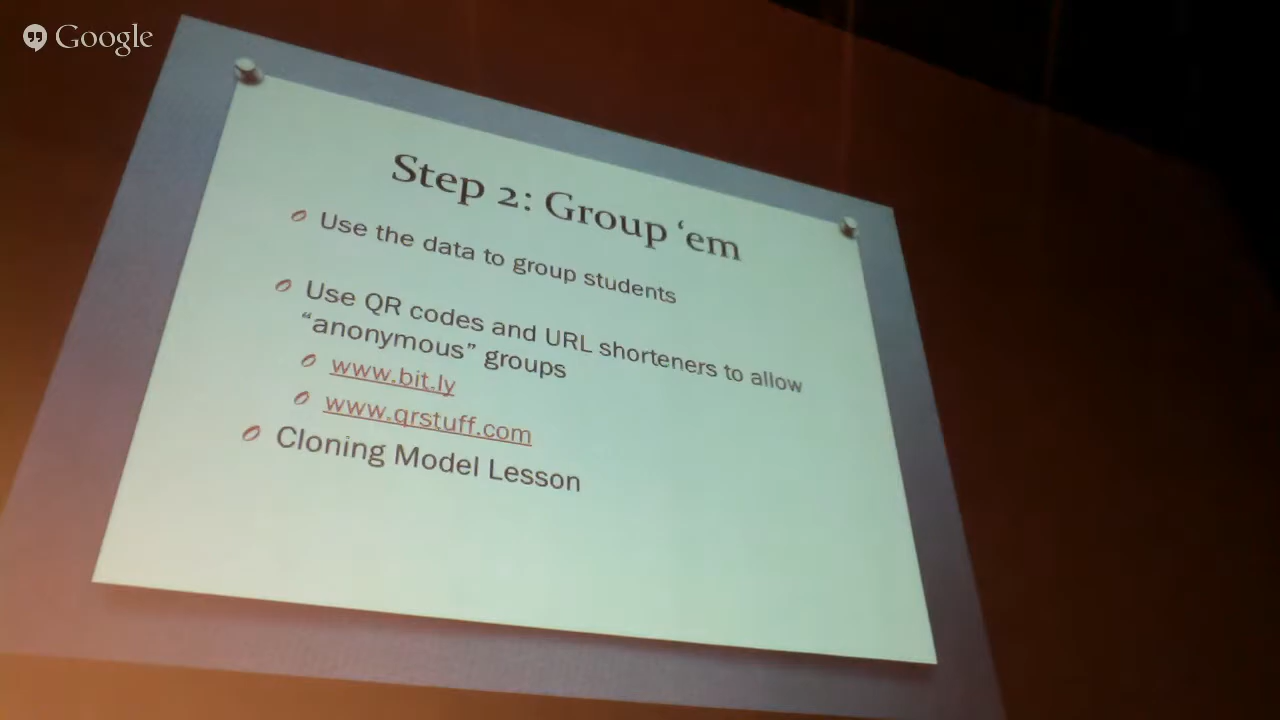 Google
Step 2: Group ‘em
Use the data to group students
Use QR codes and URL shorteners to allow
“anonymous” groups
www.bit.ly
www.qrstuff.com
Cloning Model Lesson